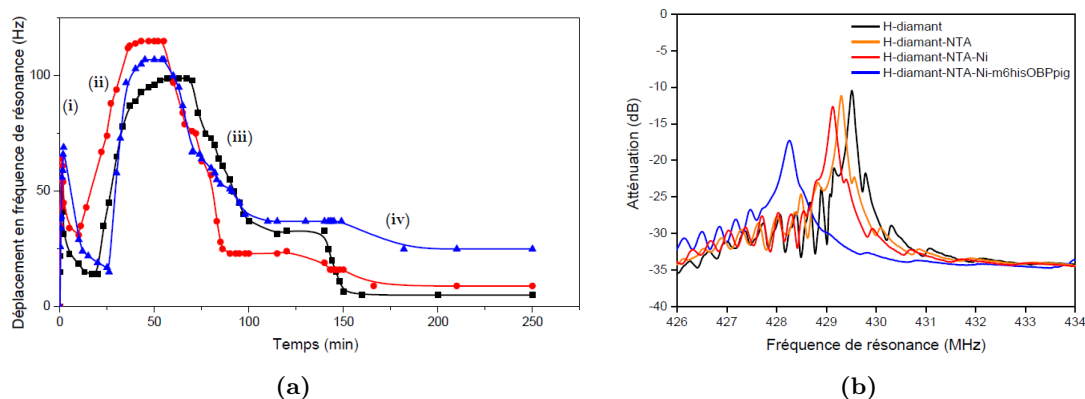 Déplacement en fréquence de résonance (Hz)
100
50
0
(i)
(ii)
(iii)
(iv)
0 50 100 150 200 250
Temps (min)
(a)
Atténuation (dB)
0
-5
-10
-15
-20
-25
-30
-35
-40
H-diamant
H-diamant-NTA
H-diamant-NTA-Ni
H-diamant-NTA-Ni-m6hisOBPpig
426 427 428 429 430 431 432 433 434
Fréquence de résonance (MHz)
(b)